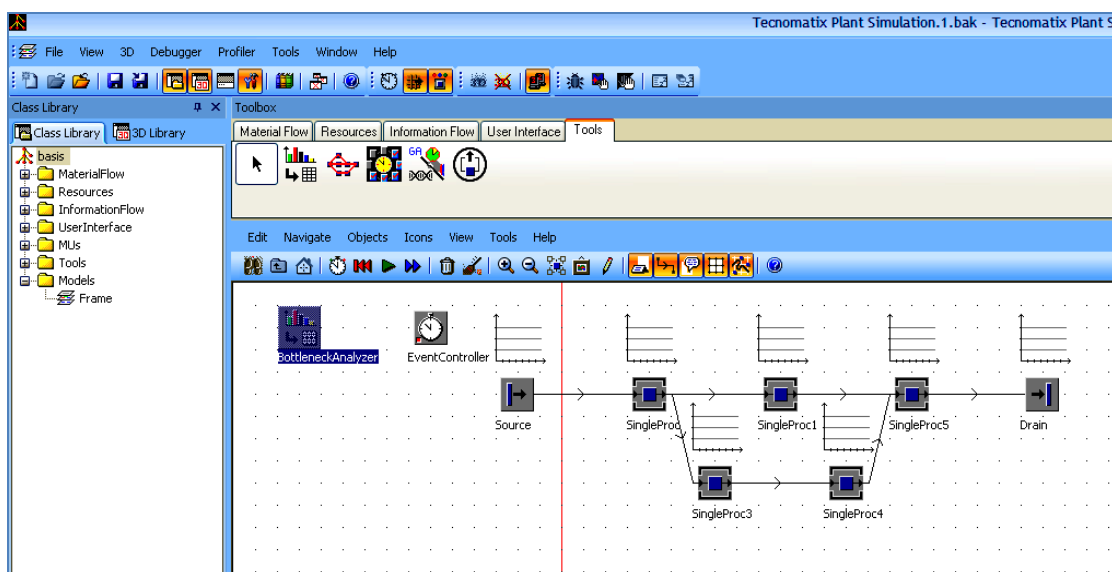 Tecnomatix Plant Simulation.1.bak - Tecnomatix Plant S
File View 3D Debugger Profiler Tools Window Help
Class Library
Toolbox
Class Library 3D Library
Material Flow Resources Information Flow User Interface Tools
basis
MaterialFlow
Resources
InformationFlow
UserInterface
MUs
Tools
Models
Frame
GA
Edit Navigate Objects Icons View Tools Help
BottleneckAnalyzer
EventController
Source
SingleProc
SingleProc1
SingleProc5
Drain
SingleProc3
SingleProc4